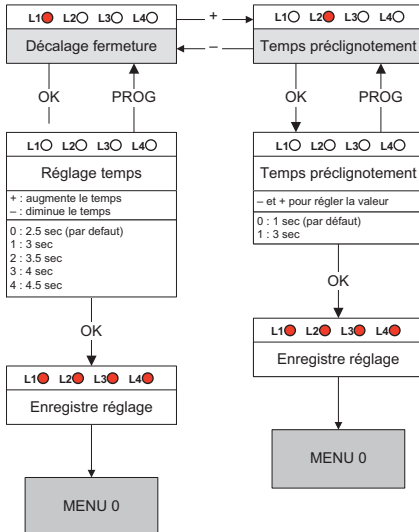 L1 L2 L3 L4
Décalage fermeture
+
–
L1 L2 L3 L4
Temps préclignotement
OK
PROG
OK
PROG
L1 L2 L3 L4
Réglage temps
+ : augmente le temps
– : diminue le temps
0 : 2.5 sec (par defaut)
1 : 3 sec
2 : 3.5 sec
3 : 4 sec
4 : 4.5 sec
L1 L2 L3 L4
Temps préclignotement
– et + pour régler la valeur
0 : 1 sec (par défaut)
1 : 3 sec
OK
OK
L1 L2 L3 L4
Enregistre réglage
L1 L2 L3 L4
Enregistre réglage
MENU 0
MENU 0